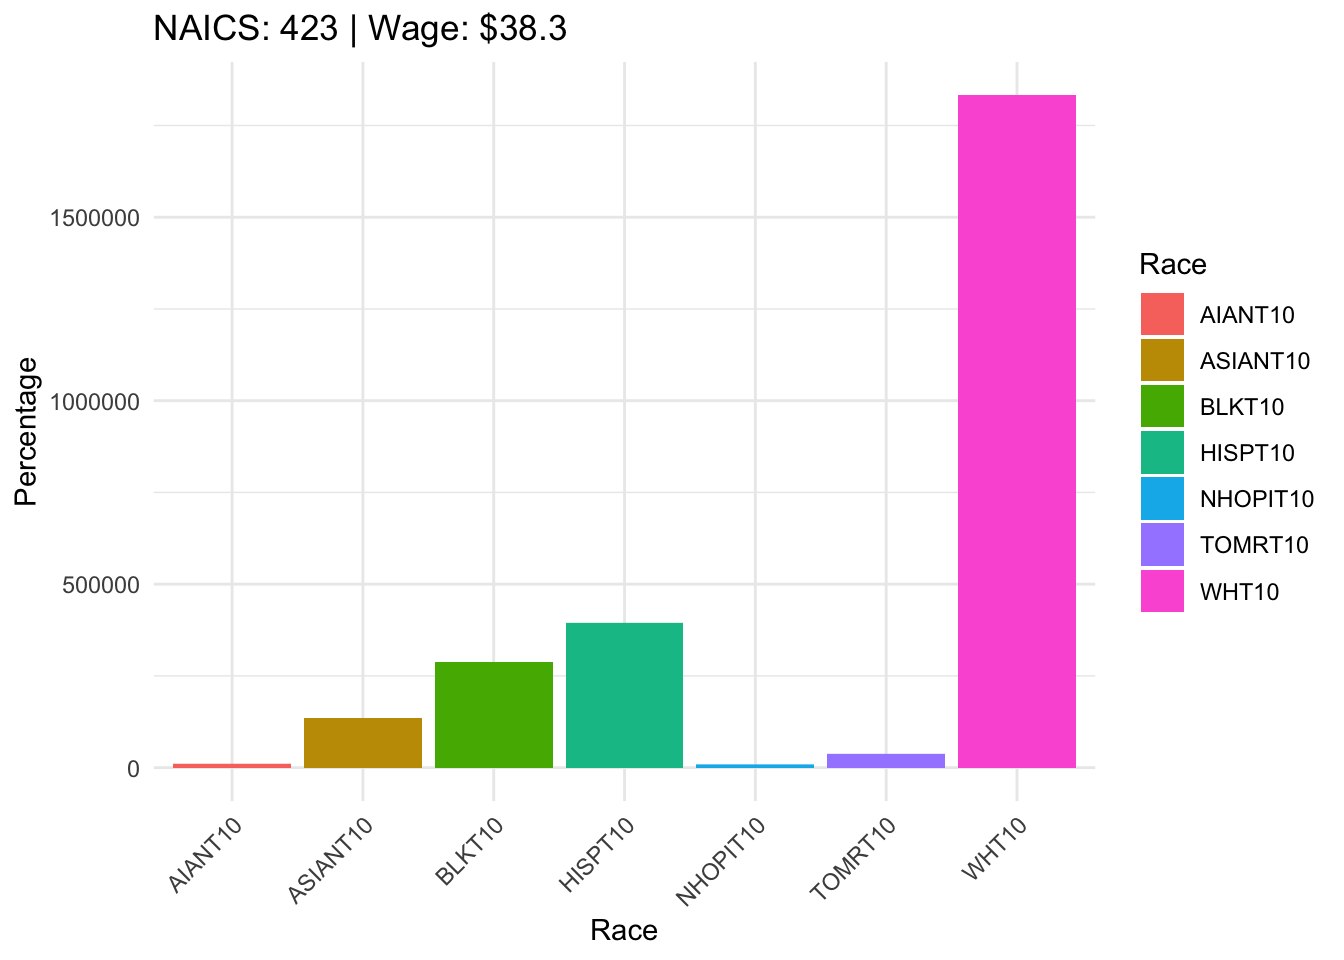 NAICS: 423 | Wage: $38.3
Percentage
1500000
1000000
500000
0
AIANT10
ASIANT10
BLKT10
HISPT10
NHOPIT10
TOMRT10
WHT10
Race
Race
AIANT10
ASIANT10
BLKT10
HISPT10
NHOPIT10
TOMRT10
WHT10